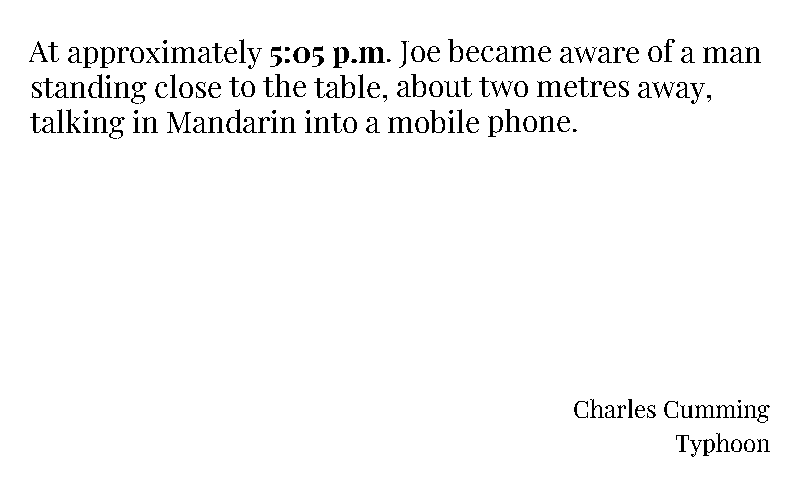 At approximately 5:05 p.m. Joe became aware of a man
standing close to the table, about two metres away,
talking in Mandarin into a mobile phone.
Charles Cumming
Typhoon